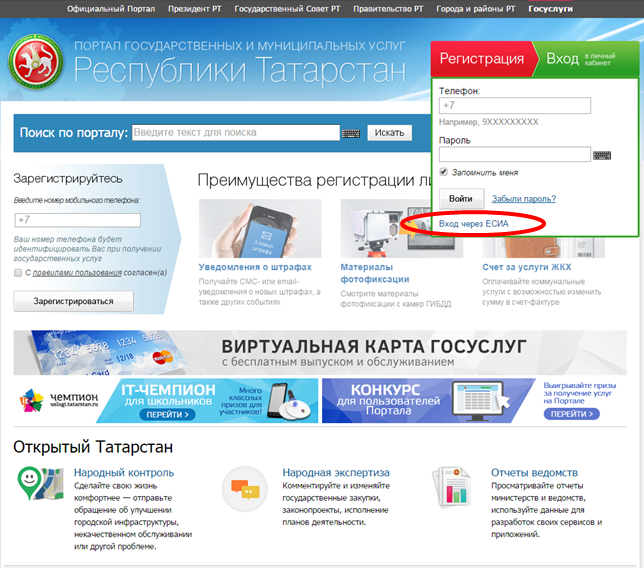 Официальный Портал Президент РТ Государственный Совет РТ Правительство РТ Города и районы РТ Госуслуги
ПОРТАЛ ГОСУДАРСТВЕННЫХ И МУНИЦИПАЛЬНЫХ УСЛУГ
Республики Татарстан
Регистрация
Вход
в личный
кабинет
Телефон:
+7
Например, 9XXXXXXXXX
Пароль
Запомнить меня
Войти
Забыли пароль?
Вход через ЕСИА
Поиск по порталу:
Введите текст для поиска
Искать
Зарегистрируйтесь
Введите номер мобильного телефона:
+7
Ваш номер телефона будет
идентифицировать Вас при получении
государственных услуг
С правилами пользования согласен(а)
Зарегистрироваться
Преимущества регистрации ли
Уведомления о штрафах
Получайте СМС- или email-
уведомления о новых штрафах, а
также других событиях
Материалы
фотофиксации
Смотрите материалы
фотофиксации с камер ГИБДД
Счет за услуги ЖКХ
Оплачивайте коммунальные
услуги с возможностью изменить
сумму в счет-фактуре
ВИРТУАЛЬНАЯ КАРТА ГОСУСЛУГ
с бесплатным выпуском и обслуживанием
MasterCard
12/18
чемпион
uslugi.tatarstan.ru
IT-ЧЕМПИОН
для школьников
ПЕРЕЙТИ
Много
классных
призов для
участников!
КОНКУРС
для пользователей
Портала
Выигрывайте призы
за получение услуг
на Портале
ПЕРЕЙТИ
Открытый Татарстан
Народный контроль
Сделайте свою жизнь
комфортнее — отправьте
обращение об улучшении
городской инфраструктуры,
некачественном обслуживании
или другой проблеме.
Народная экспертиза
Комментируйте и изменяйте
государственные закупки,
законопроекты, исполнение
планов деятельности.
Отчеты ведомств
Просматривайте отчеты
министерств и ведомств,
используйте данные для
разработок своих сервисов и
приложений.